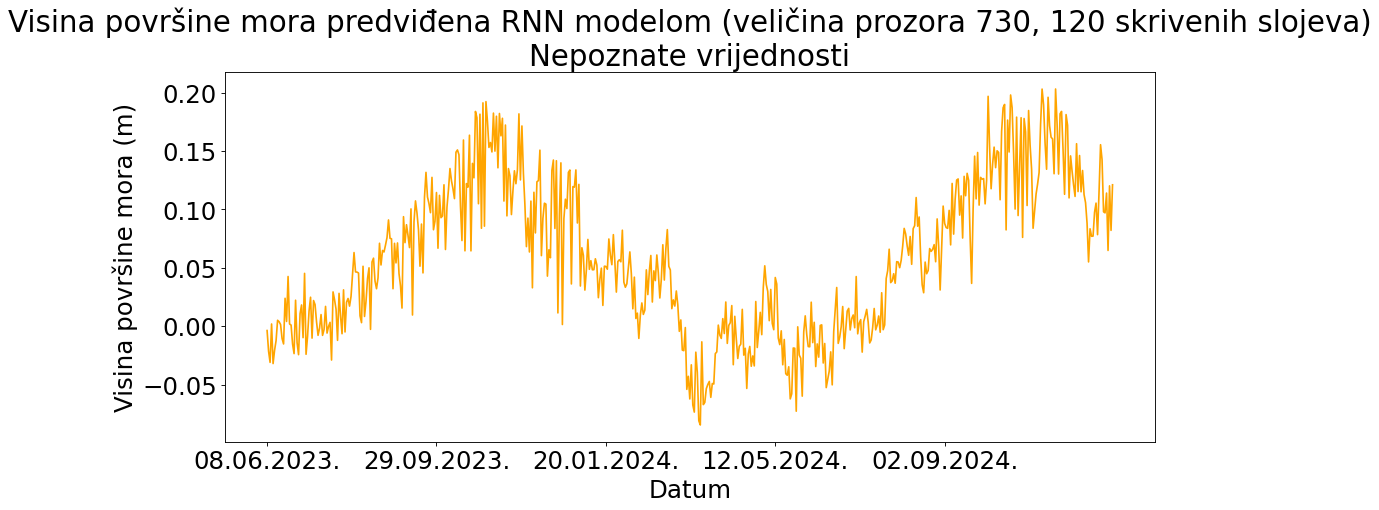 Visina površine mora predviđena RNN modelom (veličina prozora 730, 120 skrivenih slojeva)
Nepoznate vrijednosti
Visina površine mora (m)
0.20
0.15
0.10
0.05
0.00
−0.05
08.06.2023. 29.09.2023. 20.01.2024. 12.05.2024. 02.09.2024.
Datum